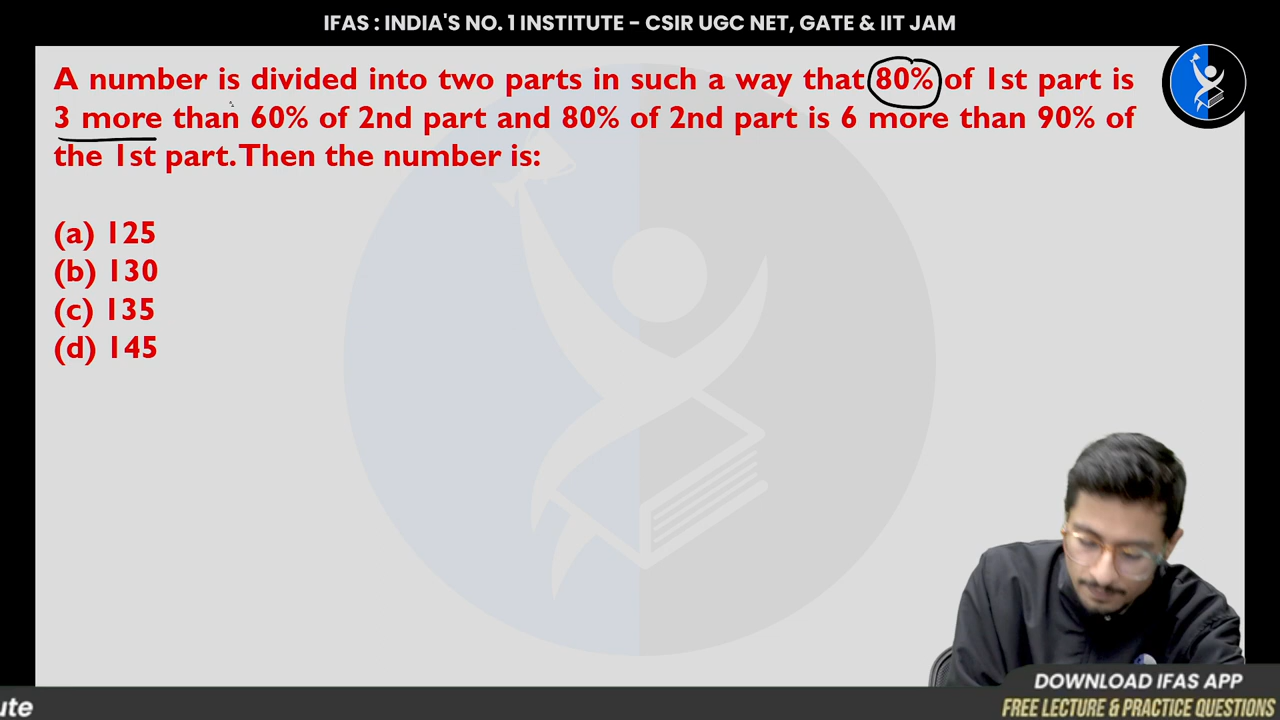 IFAS : INDIA'S NO. 1 INSTITUTE – CSIR UGC NET, GATE & IIT JAM
A number is divided into two parts in such a way that 80% of 1st part is
3 more than 60% of 2nd part and 80% of 2nd part is 6 more than 90% of
the 1st part. Then the number is:
(a) 125
(b) 130
(c) 135
(d) 145
DOWNLOAD IFAS APP
FREE LECTURE & PRACTICE QUESTIONS
ute